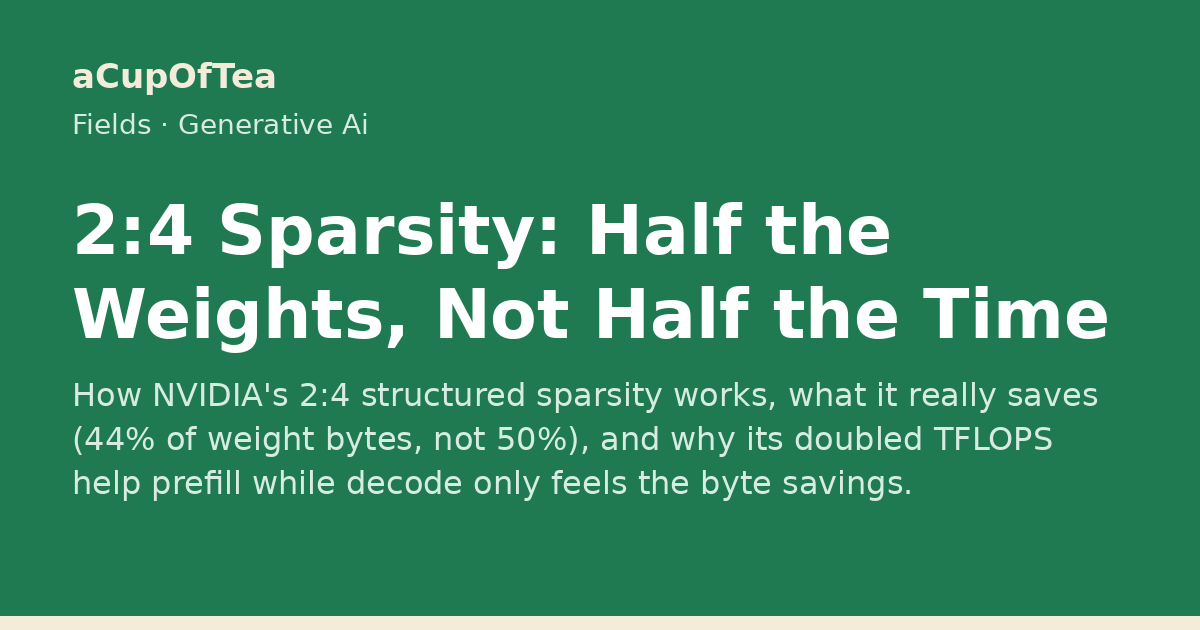 aCupOfTea
Fields · Generative Ai
2:4 Sparsity: Half the
Weights, Not Half the Time
How NVIDIA's 2:4 structured sparsity works, what it really saves
(44% of weight bytes, not 50%), and why its doubled TFLOPS
help prefill while decode only feels the byte savings.